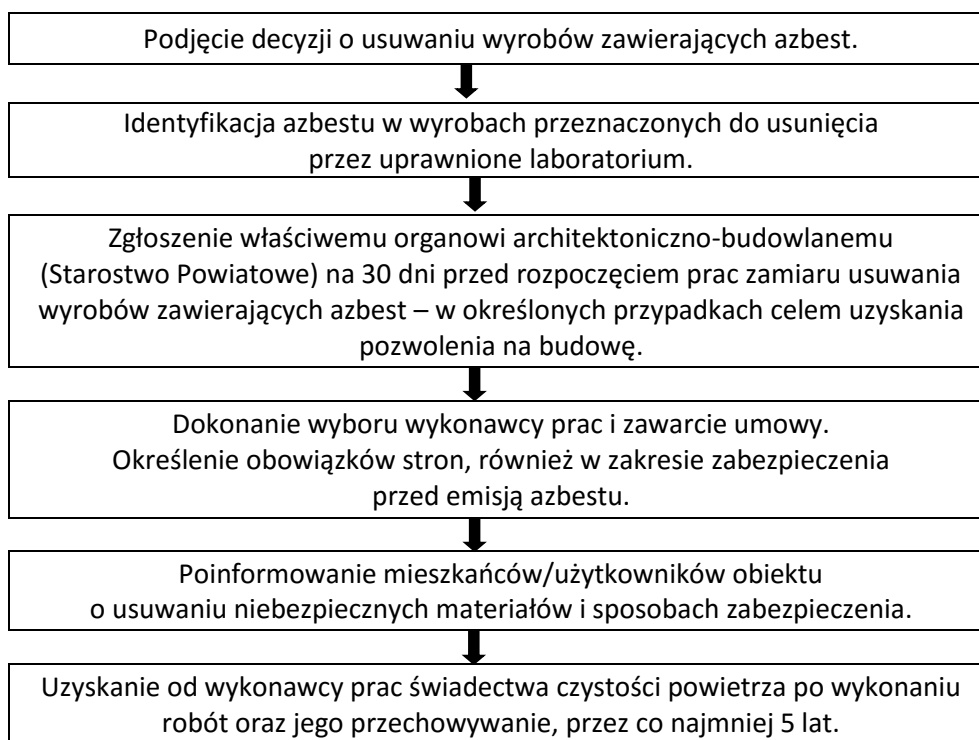 Podjęcie decyzji o usuwaniu wyrobów zawierających azbest.
Identyfikacja azbestu w wyrobach przeznaczonych do usunięcia
przez uprawnione laboratorium.
Zgłoszenie właściwemu organowi architektoniczno-budowlanemu
(Starostwo Powiatowe) na 30 dni przed rozpoczęciem prac zamiaru usuwania
wyrobów zawierających azbest – w określonych przypadkach celem uzyskania
pozwolenia na budowę.
Dokonanie wyboru wykonawcy prac i zawarcie umowy.
Określenie obowiązków stron, również w zakresie zabezpieczenia
przed emisją azbestu.
Poinformowanie mieszkańców/użytkowników obiektu
o usuwaniu niebezpiecznych materiałów i sposobach zabezpieczenia.
Uzyskanie od wykonawcy prac świadectwa czystości powietrza po wykonaniu
robót oraz jego przechowywanie, przez co najmniej 5 lat.